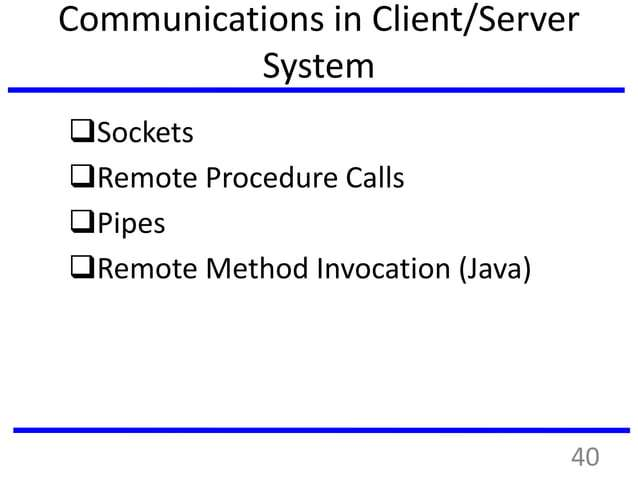 Communications in Client/Server
System
❑Sockets
❑Remote Procedure Calls
❑Pipes
❑Remote Method Invocation (Java)
40